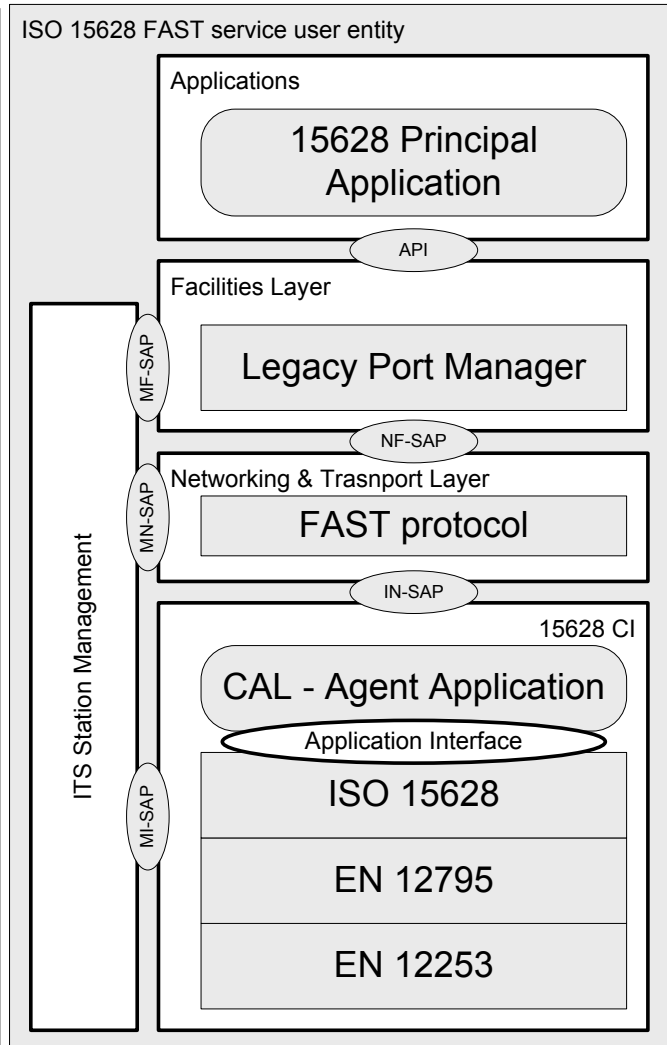 ISO 15628 FAST service user entity
Applications
15628 Principal
Application
API
Facilities Layer
MF-SAP
Legacy Port Manager
NF-SAP
Networking & Trasnport Layer
MN-SAP
FAST protocol
IN-SAP
ITS Station Management
15628 CI
CAL - Agent Application
Application Interface
MI-SAP
ISO 15628
EN 12795
EN 12253